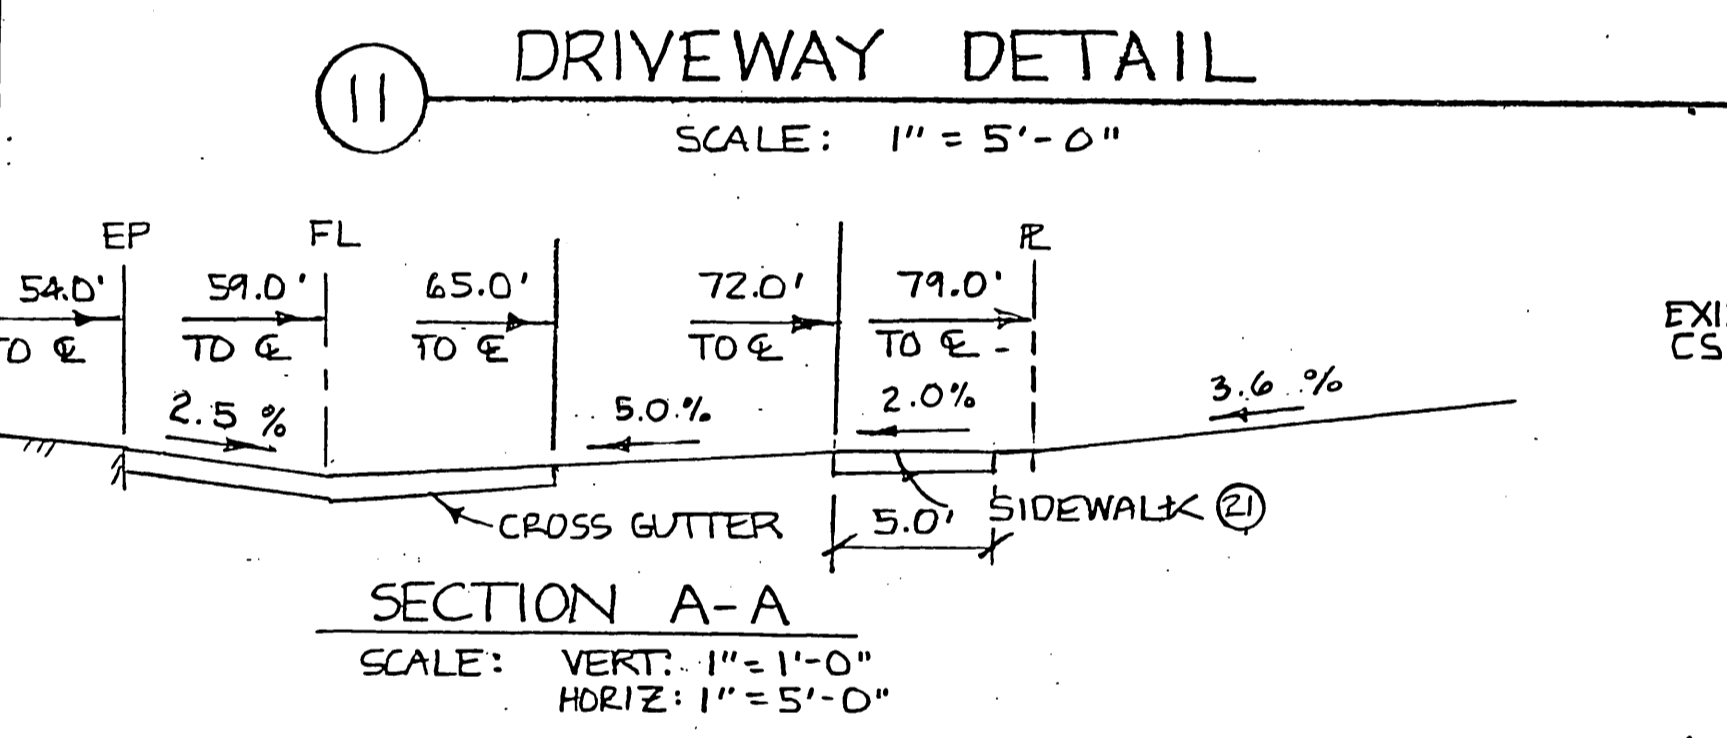 11
DRIVEWAY DETAIL
SCALE: 1" = 5'-0"
EP FL ⅊
54.0' 59.0' 65.0' 72.0' 79.0'
TO ℄ TO ℄ TO ℄ TO ℄ TO ℄
EXI
CS
2.5 % 5.0% 2.0% 3.6 %
CROSS GUTTER
5.0'
SIDEWALK 21
SECTION A-A
SCALE: VERT: 1" = 1'-0"
HORIZ: 1" = 5'-0"